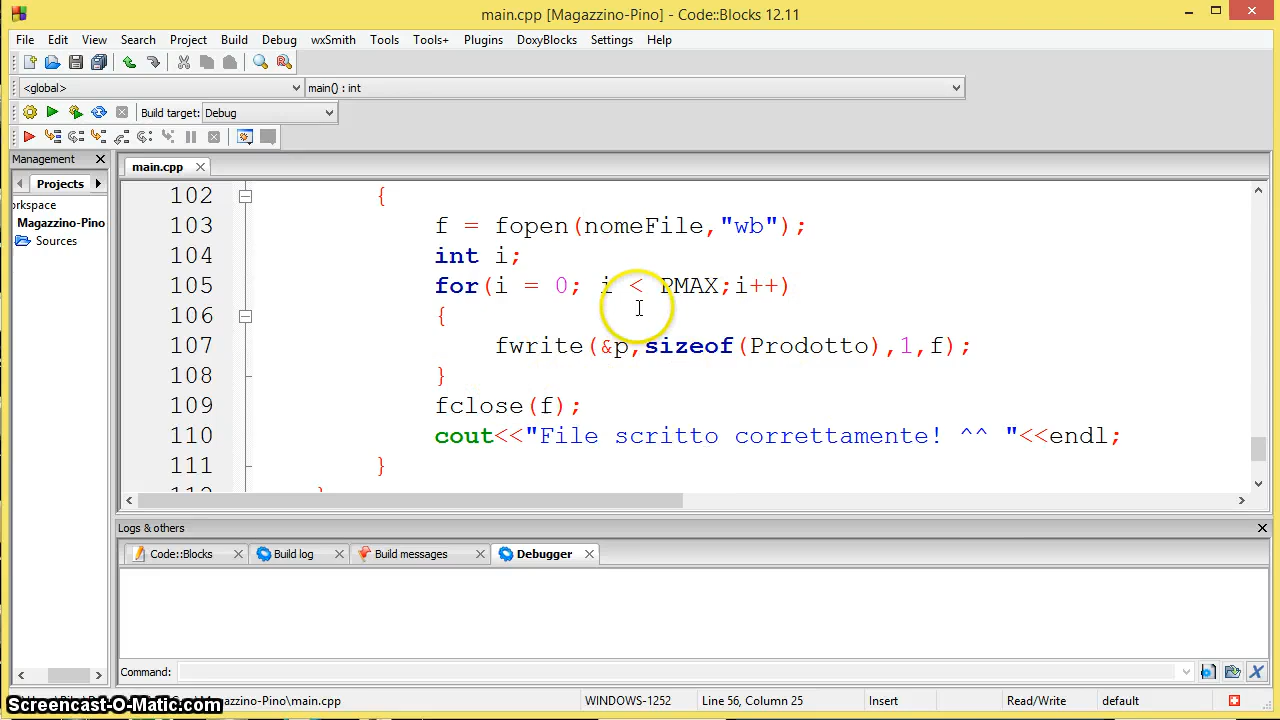 main.cpp [Magazzino-Pino] - Code::Blocks 12.11
File Edit View Search Project Build Debug wxSmith Tools Tools+ Plugins DoxyBlocks Settings Help
<global> main() : int
Build target: Debug
Management
main.cpp
Projects
orkspace
Magazzino-Pino
Sources
102 {
103 f = fopen(nomeFile,"wb");
104 int i;
105 for(i = 0; i < PMAX;i++)
106 {
107 fwrite(&p,sizeof(Prodotto),1,f);
108 }
109 fclose(f);
110 cout<<"File scritto correttamente! ^^ "<<endl;
111 }
112 }
Logs & others
Code::Blocks Build log Build messages Debugger
Command:
Magazzino-Pino\main.cpp WINDOWS-1252 Line 56, Column 25 Insert Read/Write default
Screencast-O-Matic.com